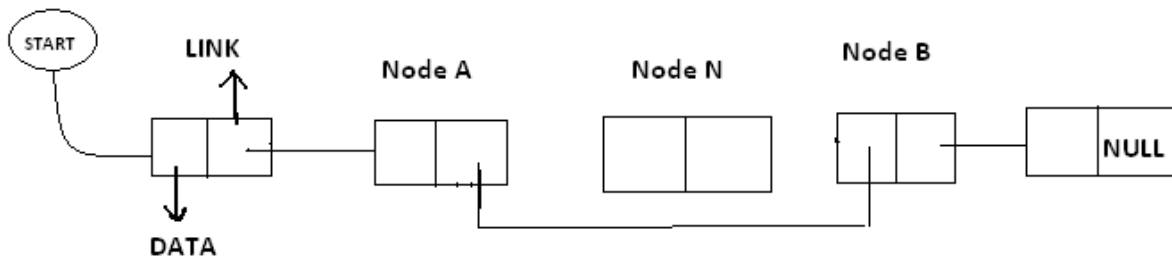 START
LINK
Node A
Node N
Node B
NULL
DATA